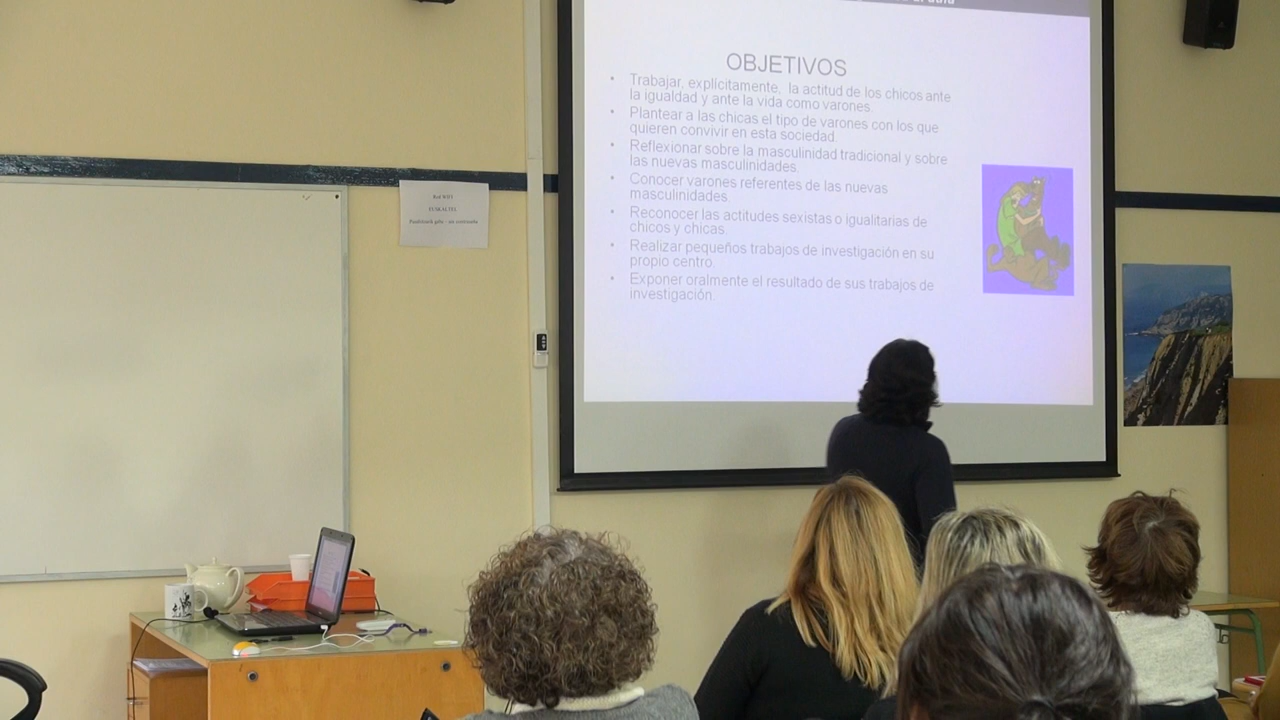 OBJETIVOS
• Trabajar, explícitamente, la actitud de los chicos ante
la igualdad y ante la vida como varones.
• Plantear a las chicas el tipo de varones con los que
quieren convivir en esta sociedad.
• Reflexionar sobre la masculinidad tradicional y sobre
las nuevas masculinidades.
• Conocer varones referentes de las nuevas
masculinidades.
• Reconocer las actitudes sexistas o igualitarias de
chicos y chicas.
• Realizar pequeños trabajos de investigación en su
propio centro.
• Exponer oralmente el resultado de sus trabajos de
investigación.
Red WIFI
EUSKALTEL